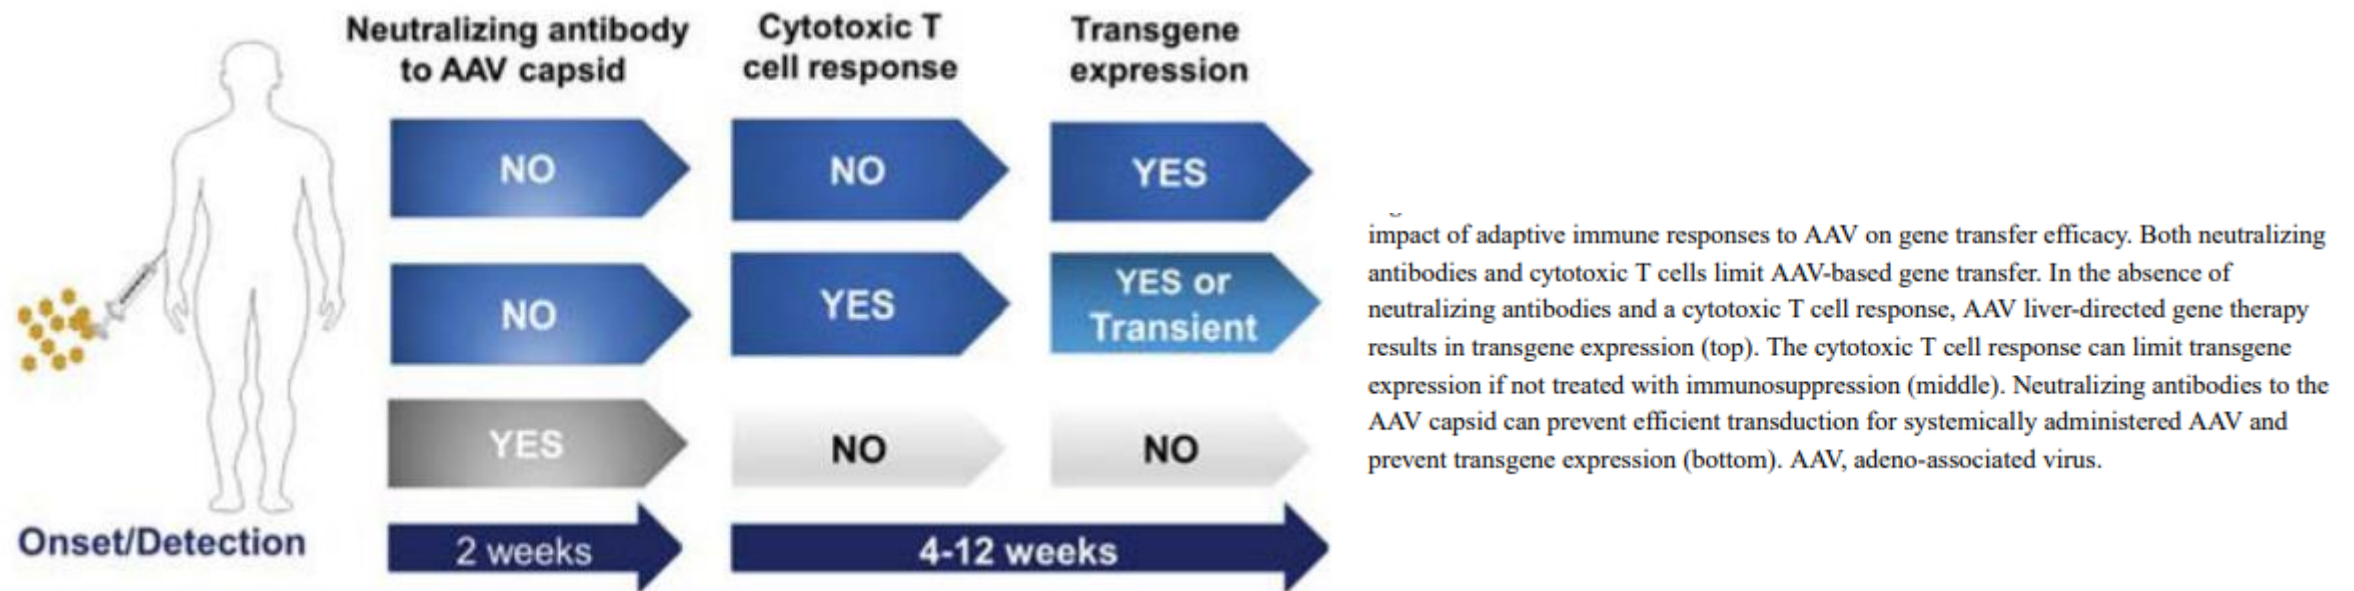 Neutralizing antibody
to AAV capsid
Cytotoxic T
cell response
Transgene
expression
NO
NO
YES
NO
YES
YES or
Transient
YES
NO
NO
Onset/Detection
2 weeks
4-12 weeks
impact of adaptive immune responses to AAV on gene transfer efficacy. Both neutralizing
antibodies and cytotoxic T cells limit AAV-based gene transfer. In the absence of
neutralizing antibodies and a cytotoxic T cell response, AAV liver-directed gene therapy
results in transgene expression (top). The cytotoxic T cell response can limit transgene
expression if not treated with immunosuppression (middle). Neutralizing antibodies to the
AAV capsid can prevent efficient transduction for systemically administered AAV and
prevent transgene expression (bottom). AAV, adeno-associated virus.